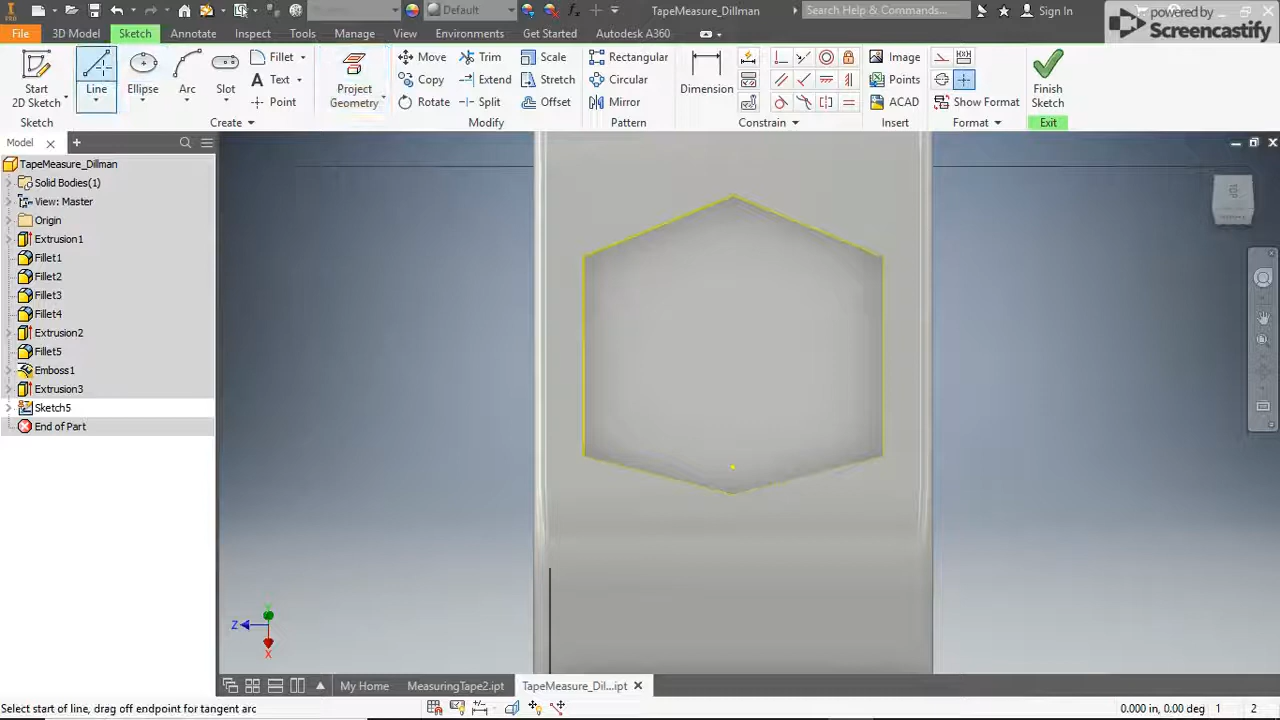 TapeMeasure_Dillman
Default
Search Help & Commands...
Sign In
powered by
Screencastify
File
3D Model
Sketch
Annotate
Inspect
Tools
Manage
View
Environments
Get Started
Autodesk A360
Start
2D Sketch
Line
Ellipse
Arc
Slot
Fillet
Text
Point
Project
Geometry
Move
Copy
Rotate
Trim
Extend
Split
Scale
Stretch
Offset
Rectangular
Circular
Mirror
Dimension
Image
Points
ACAD
Show Format
Finish
Sketch
Sketch
Create
Modify
Pattern
Constrain
Insert
Format
Exit
Model
TapeMeasure_Dillman
Solid Bodies(1)
View: Master
Origin
Extrusion1
Fillet1
Fillet2
Fillet3
Fillet4
Extrusion2
Fillet5
Emboss1
Extrusion3
Sketch5
End of Part
TOP
Z
X
My Home
MeasuringTape2.ipt
TapeMeasure_Dil...ipt
Select start of line, drag off endpoint for tangent arc
0.000 in, 0.00 deg
1
2